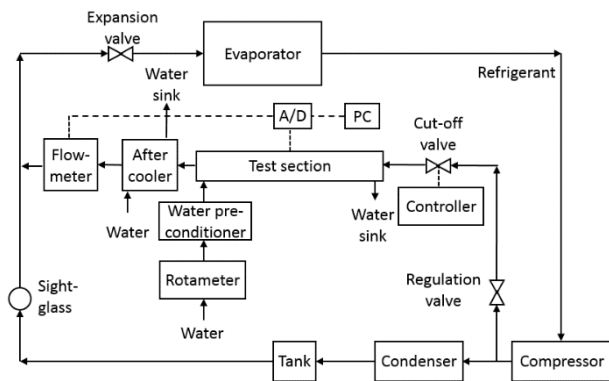 Expansion
valve
Evaporator
Refrigerant
Water
sink
A/D
PC
Cut-off
valve
Flow-
meter
After
cooler
Test section
Controller
Water
Water pre-
conditioner
Water
sink
Rotameter
Regulation
valve
Sight-
glass
Water
Tank
Condenser
Compressor